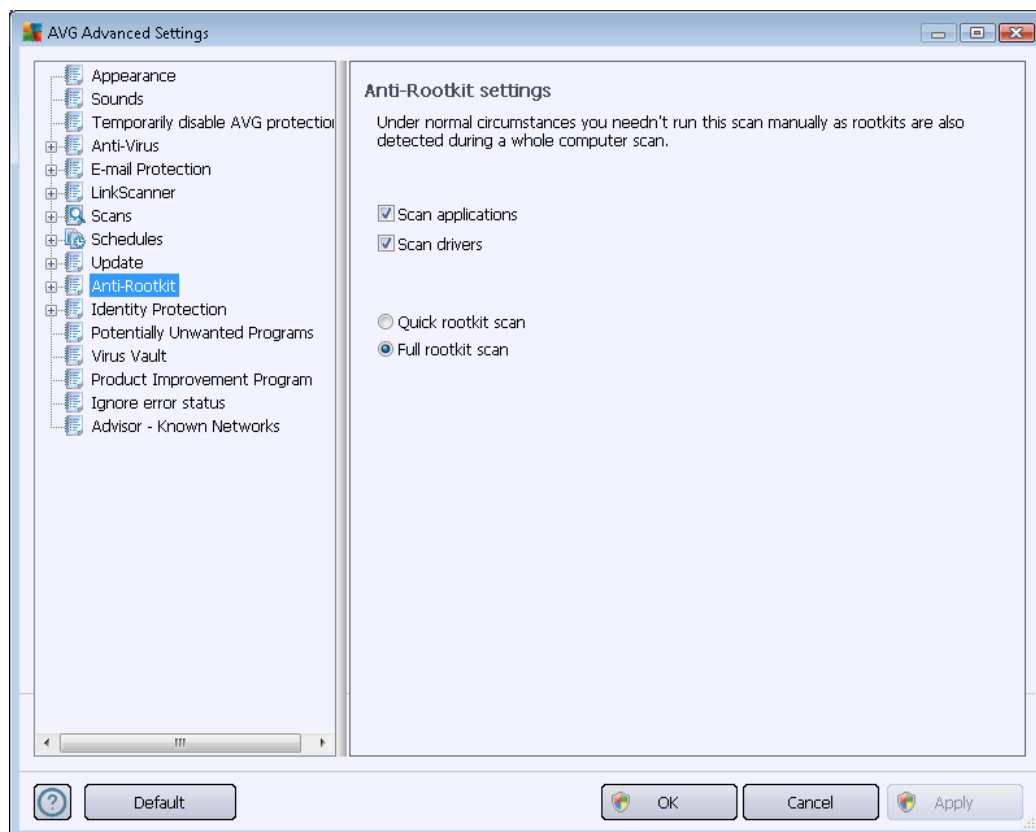 AVG Advanced Settings
Appearance
Sounds
Temporarily disable AVG protection
Anti-Virus
E-mail Protection
LinkScanner
Scans
Schedules
Update
Anti-Rootkit
Identity Protection
Potentially Unwanted Programs
Virus Vault
Product Improvement Program
Ignore error status
Advisor - Known Networks
Anti-Rootkit settings
Under normal circumstances you needn't run this scan manually as rootkits are also
detected during a whole computer scan.
Scan applications
Scan drivers
Quick rootkit scan
Full rootkit scan
?
Default
OK
Cancel
Apply